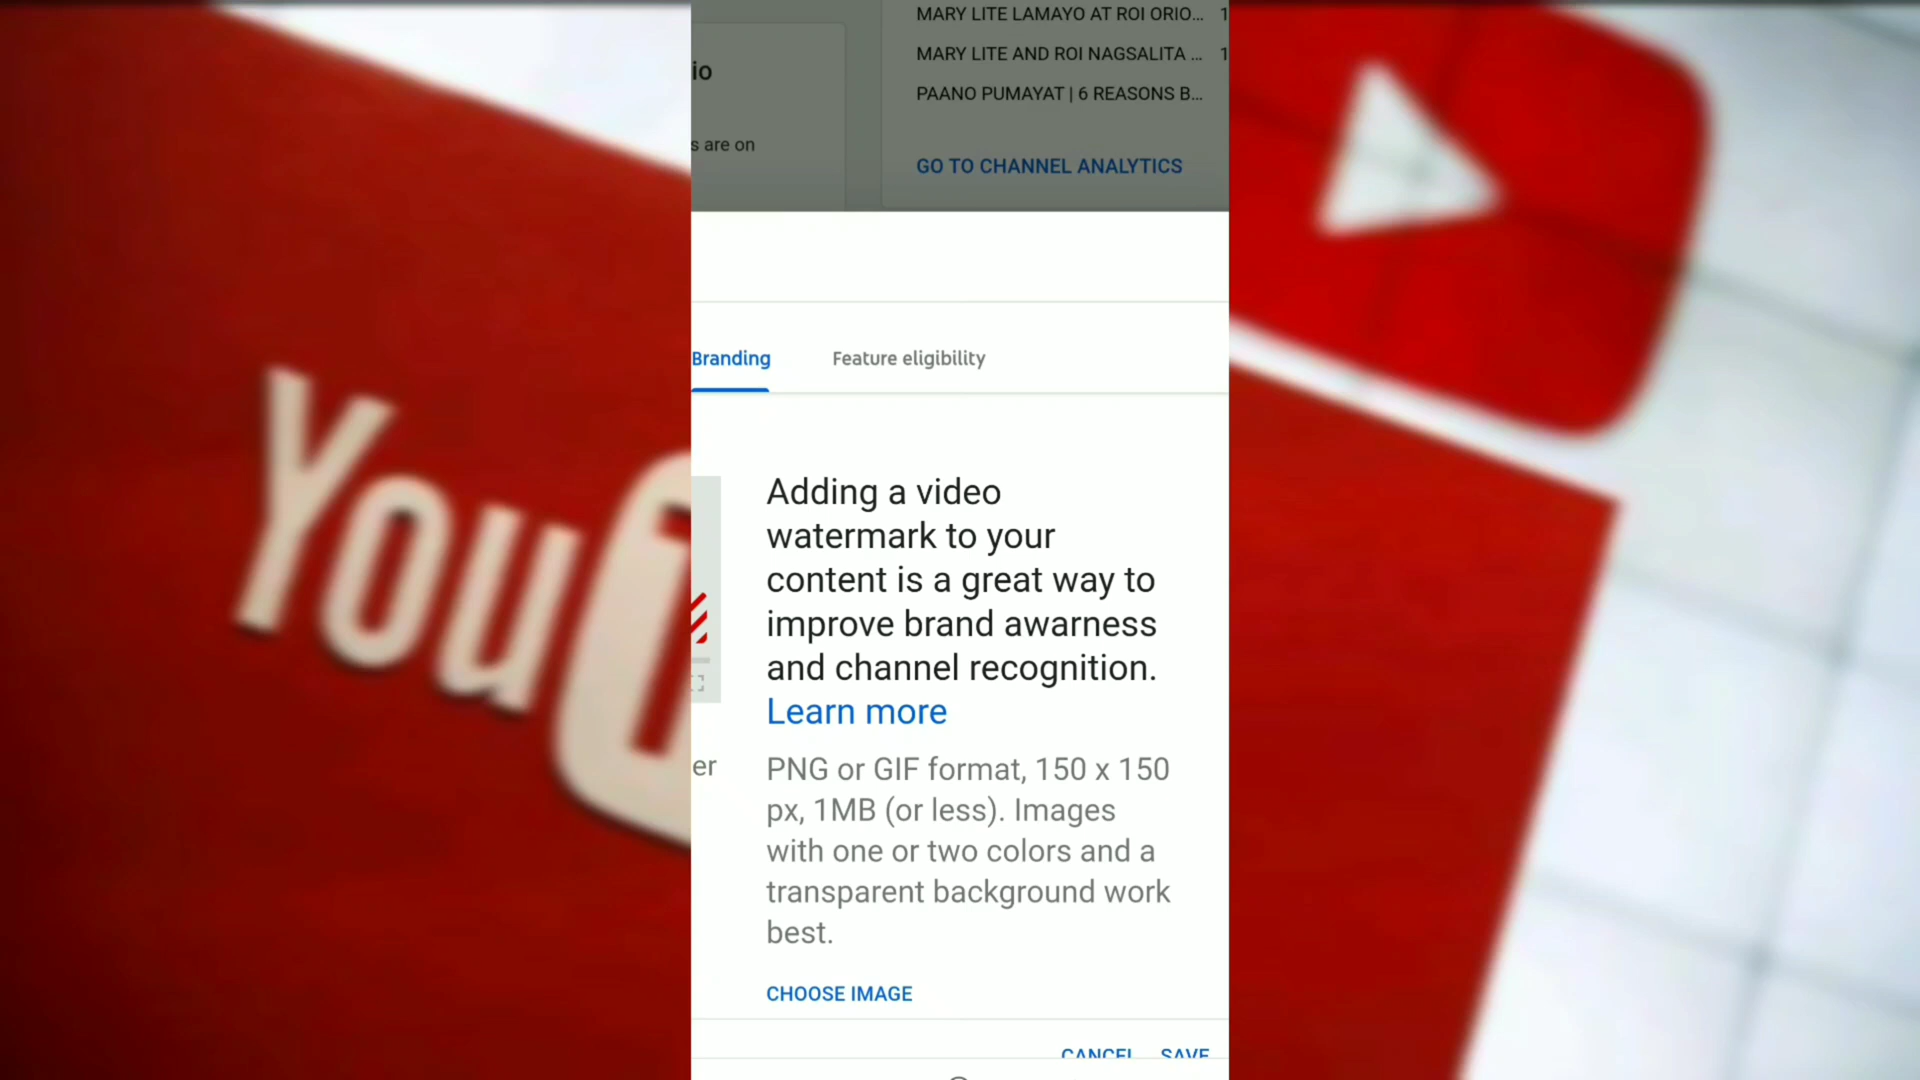 MARY LITE LAMAYO AT ROI ORIO... 1
MARY LITE AND ROI NAGSALITA ... 1
PAANO PUMAYAT | 6 REASONS B...
io
s are on
GO TO CHANNEL ANALYTICS
Branding Feature eligibility
Adding a video
watermark to your
content is a great way to
improve brand awarness
and channel recognition.
Learn more
er
PNG or GIF format, 150 x 150
px, 1MB (or less). Images
with one or two colors and a
transparent background work
best.
CHOOSE IMAGE
CANCEL SAVE
YouT